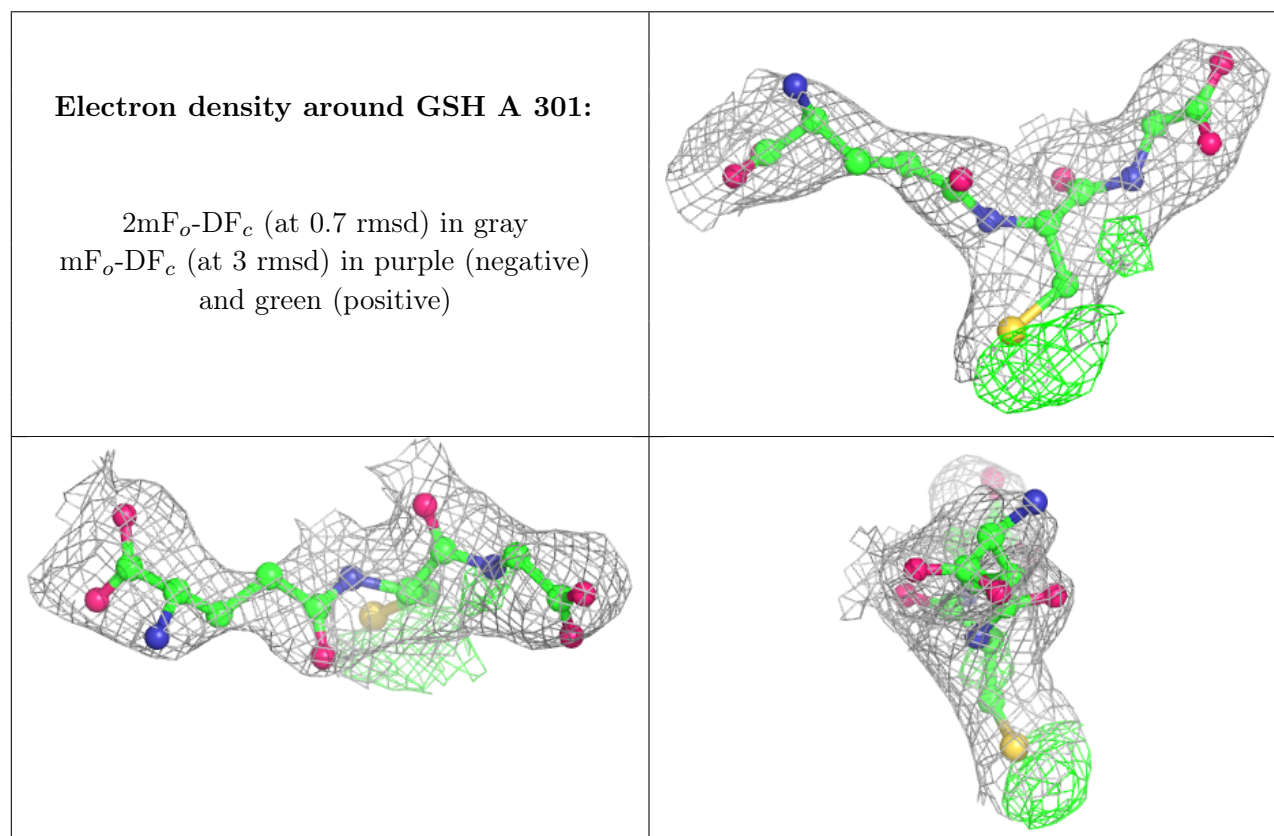 Electron density around GSH A 301:
2mFo-DFc (at 0.7 rmsd) in gray
mFo-DFc (at 3 rmsd) in purple (negative)
and green (positive)